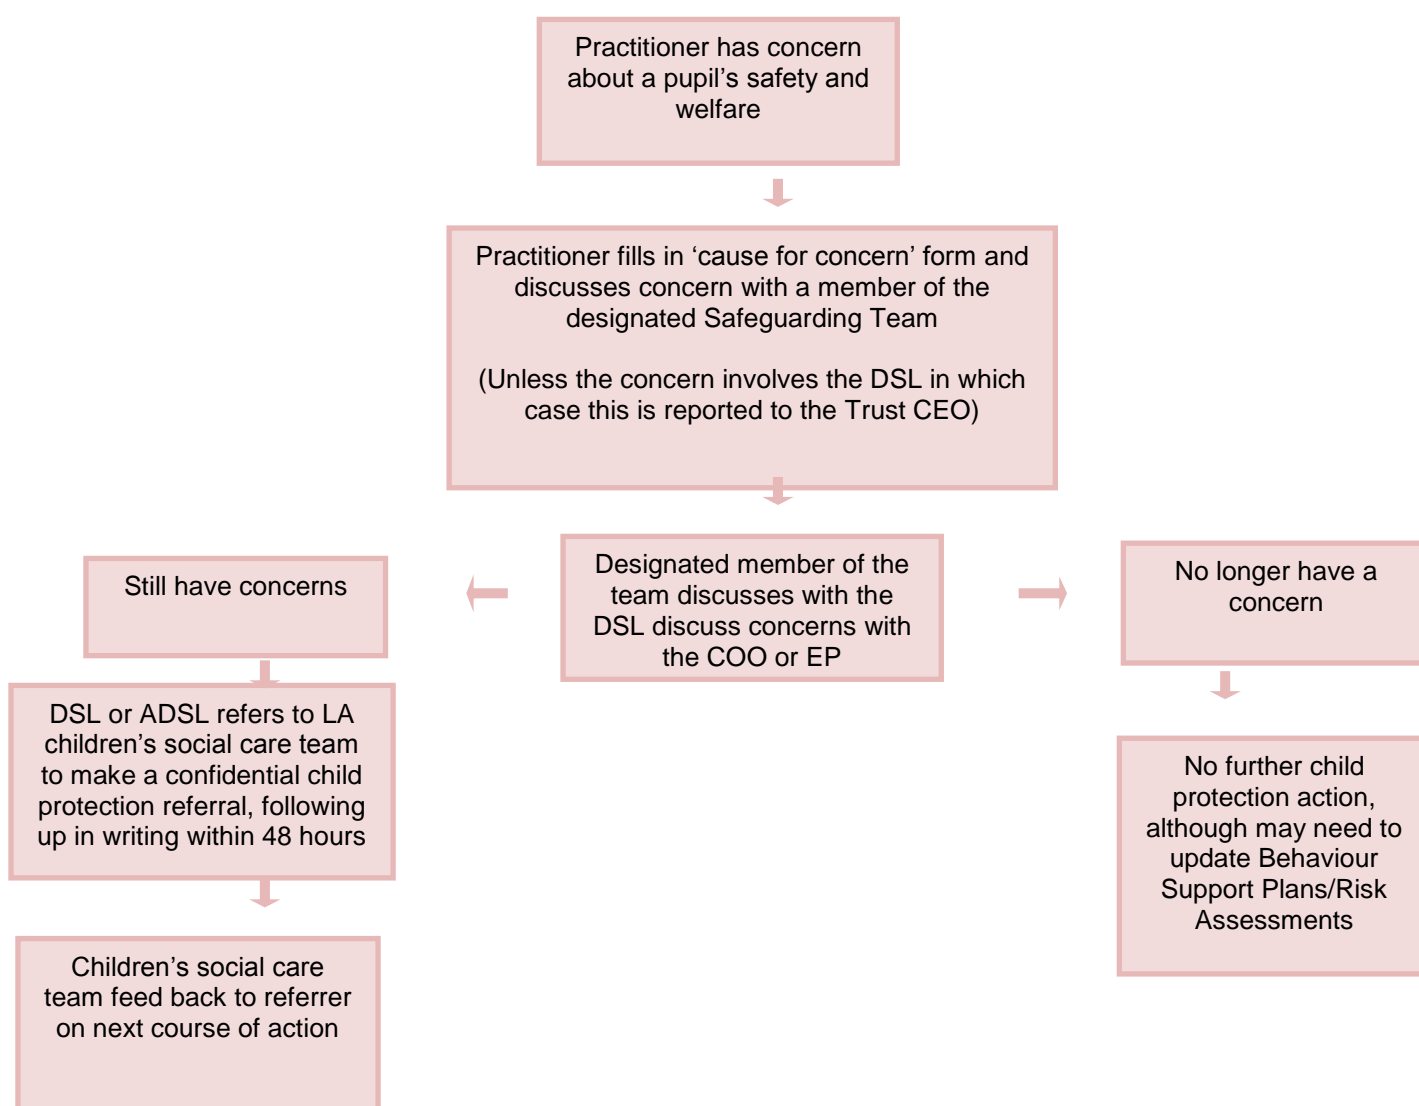 Practitioner has concern
about a pupil’s safety and
welfare
Practitioner fills in ‘cause for concern’ form and
discusses concern with a member of the
designated Safeguarding Team
(Unless the concern involves the DSL in which
case this is reported to the Trust CEO)
Still have concerns
Designated member of the
team discusses with the
DSL discuss concerns with
the COO or EP
No longer have a
concern
DSL or ADSL refers to LA
children’s social care team
to make a confidential child
protection referral, following
up in writing within 48 hours
No further child
protection action,
although may need to
update Behaviour
Support Plans/Risk
Assessments
Children’s social care
team feed back to referrer
on next course of action